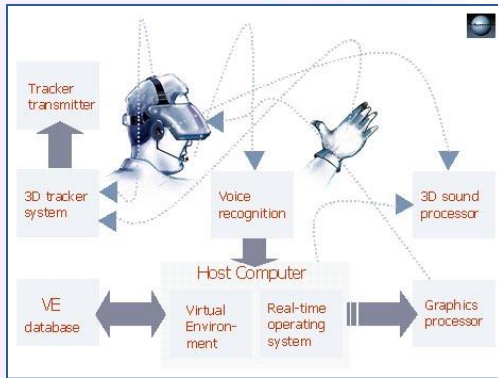 Tracker
transmitter
3D tracker
system
Voice
recognition
3D sound
processor
Host Computer
VE
database
Virtual
Environ-
ment
Real-time
operating
system
Graphics
processor